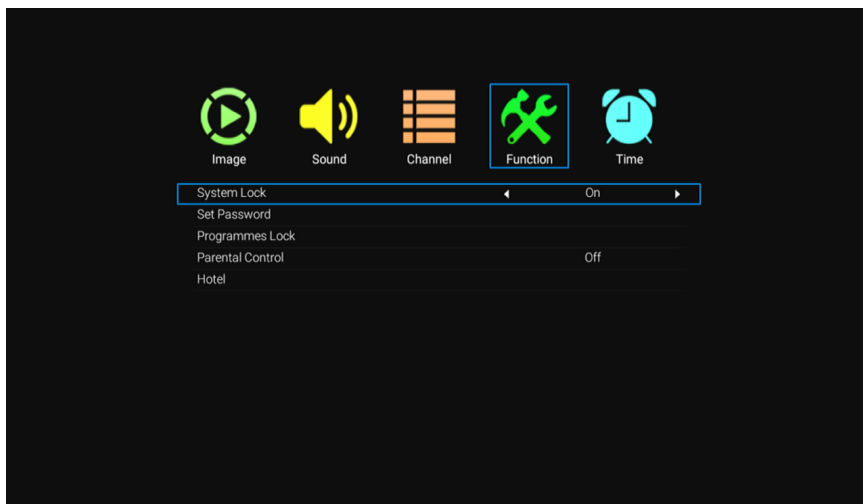 Image Sound Channel Function Time
System Lock On
Set Password
Programmes Lock
Parental Control Off
Hotel